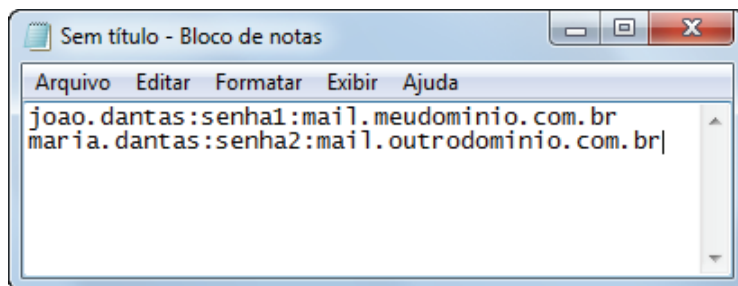 Sem título - Bloco de notas
Arquivo Editar Formatar Exibir Ajuda
joao.dantas:senha1:mail.meudominio.com.br
maria.dantas:senha2:mail.outrodominio.com.br